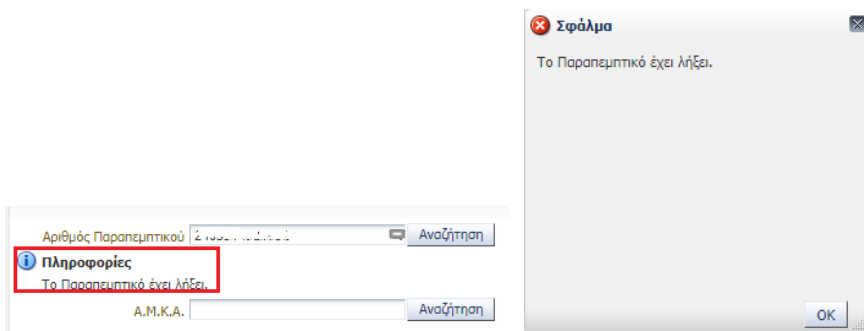 Σφάλμα
Το Παραπεμπτικό έχει λήξει.
OK
Αριθμός Παραπεμπτικού
Αναζήτηση
Πληροφορίες
Το Παραπεμπτικό έχει λήξει.
Α.Μ.Κ.Α.
Αναζήτηση